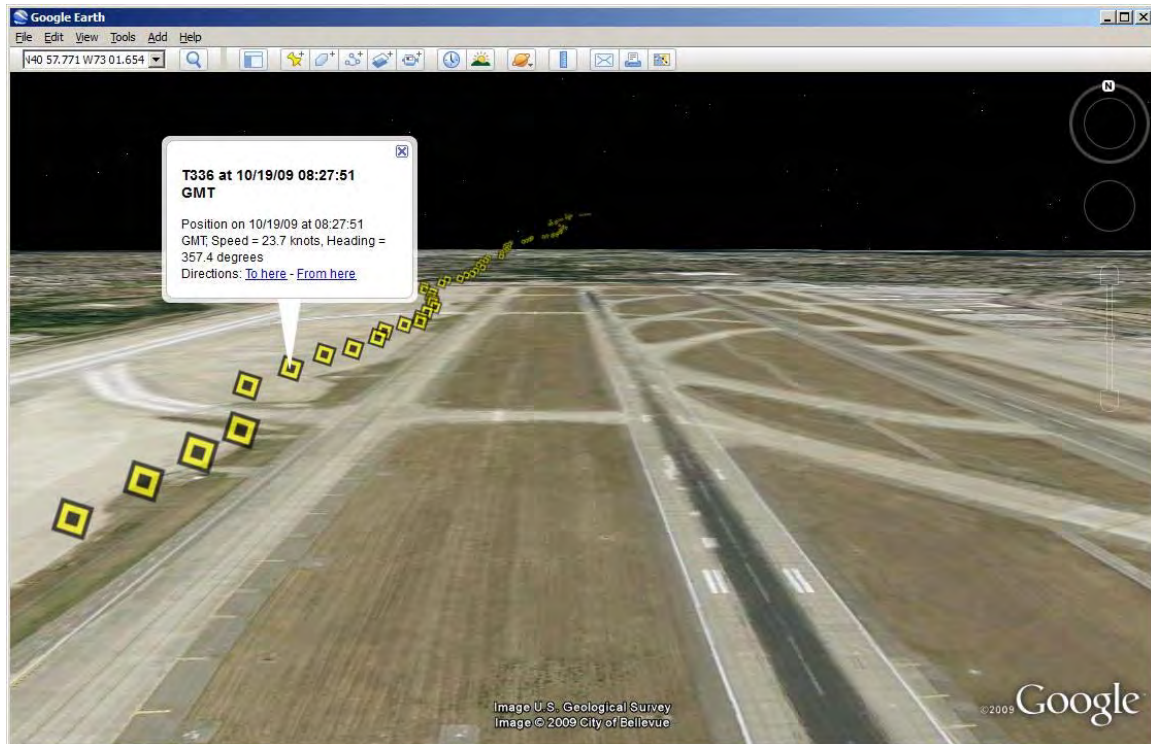 Google Earth
File Edit View Tools Add Help
N40 57.771 W73 01.654
N
T336 at 10/19/09 08:27:51
GMT
Position on 10/19/09 at 08:27:51
GMT; Speed = 23.7 knots, Heading =
357.4 degrees
Directions: To here - From here
Image U.S. Geological Survey
Image © 2009 City of Bellevue
©2009 Google